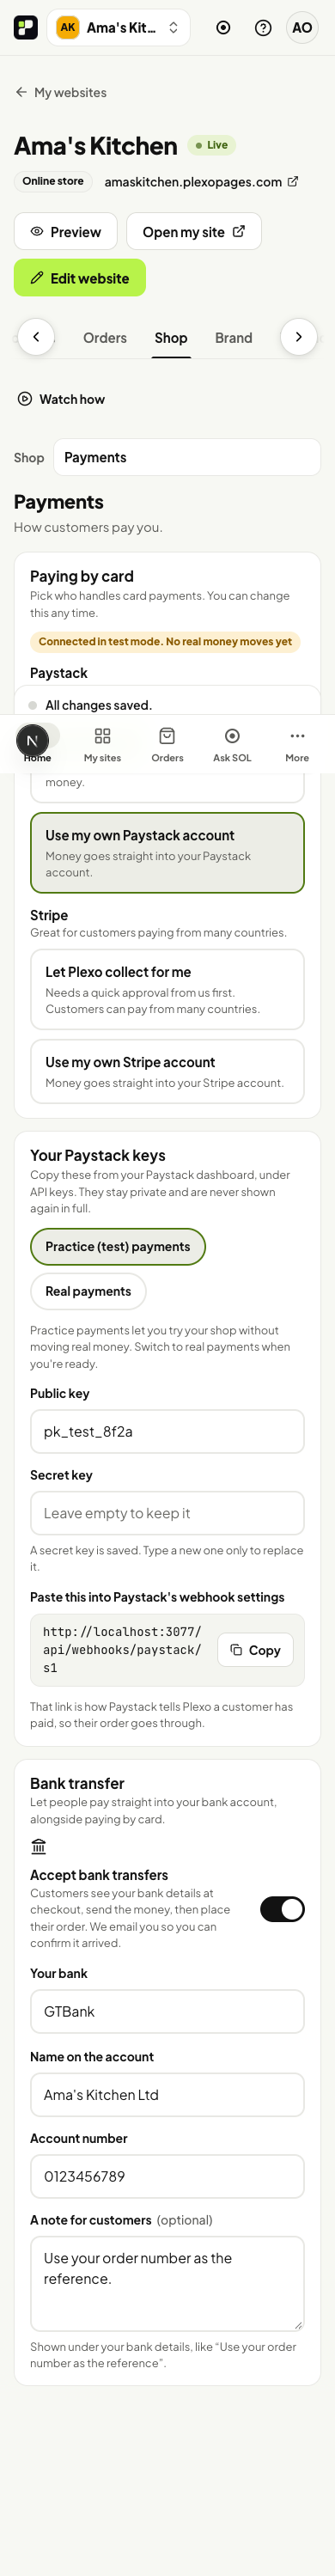 AK Ama's Kit... AO
My websites
Ama's Kitchen Live
Online store amaskitchen.plexopages.com
Preview Open my site
Edit website
Orders Shop Brand
Watch how
Shop Payments
Payments
How customers pay you.
Paying by card
Pick who handles card payments. You can change
this any time.
Connected in test mode. No real money moves yet
Paystack
All changes saved.
N
Home My sites Orders Ask SOL More
money.
Use my own Paystack account
Money goes straight into your Paystack
account.
Stripe
Great for customers paying from many countries.
Let Plexo collect for me
Needs a quick approval from us first.
Customers can pay from many countries.
Use my own Stripe account
Money goes straight into your Stripe account.
Your Paystack keys
Copy these from your Paystack dashboard, under
API keys. They stay private and are never shown
again in full.
Practice (test) payments
Real payments
Practice payments let you try your shop without
moving real money. Switch to real payments when
you're ready.
Public key
pk_test_8f2a
Secret key
Leave empty to keep it
A secret key is saved. Type a new one only to replace
it.
Paste this into Paystack's webhook settings
http://localhost:3077/
api/webhooks/paystack/
s1
Copy
That link is how Paystack tells Plexo a customer has
paid, so their order goes through.
Bank transfer
Let people pay straight into your bank account,
alongside paying by card.
Accept bank transfers
Customers see your bank details at
checkout, send the money, then place
their order. We email you so you can
confirm it arrived.
Your bank
GTBank
Name on the account
Ama's Kitchen Ltd
Account number
0123456789
A note for customers (optional)
Use your order number as the
reference.
Shown under your bank details, like “Use your order
number as the reference”.